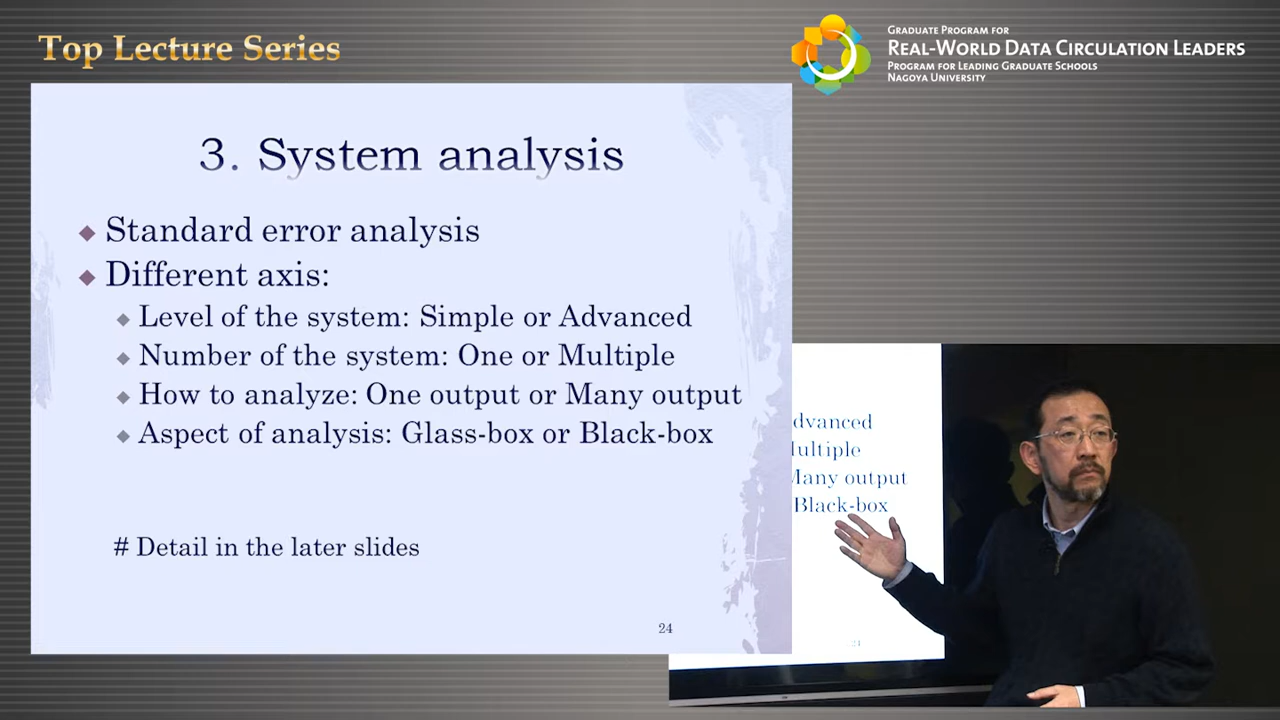 Top Lecture Series
GRADUATE PROGRAM FOR
REAL-WORLD DATA CIRCULATION LEADERS
PROGRAM FOR LEADING GRADUATE SCHOOLS
NAGOYA UNIVERSITY
3. System analysis
Standard error analysis
Different axis:
Level of the system: Simple or Advanced
Number of the system: One or Multiple
How to analyze: One output or Many output
Aspect of analysis: Glass-box or Black-box
# Detail in the later slides
24
dvanced
ultiple
Many output
Black-box